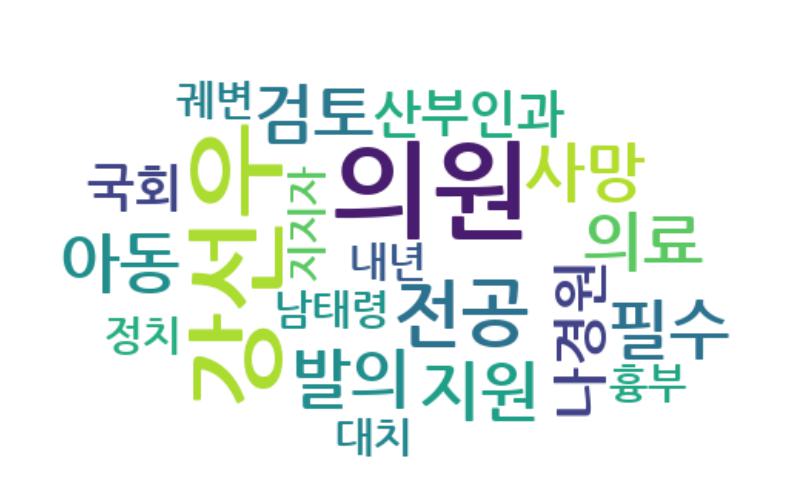 궤변
검토
산부인과
국회
강선우
지지자
의원
사망
아동
내년
의료
정치
남태령
전공
나경원
필수
발의
지원
흉부
대치